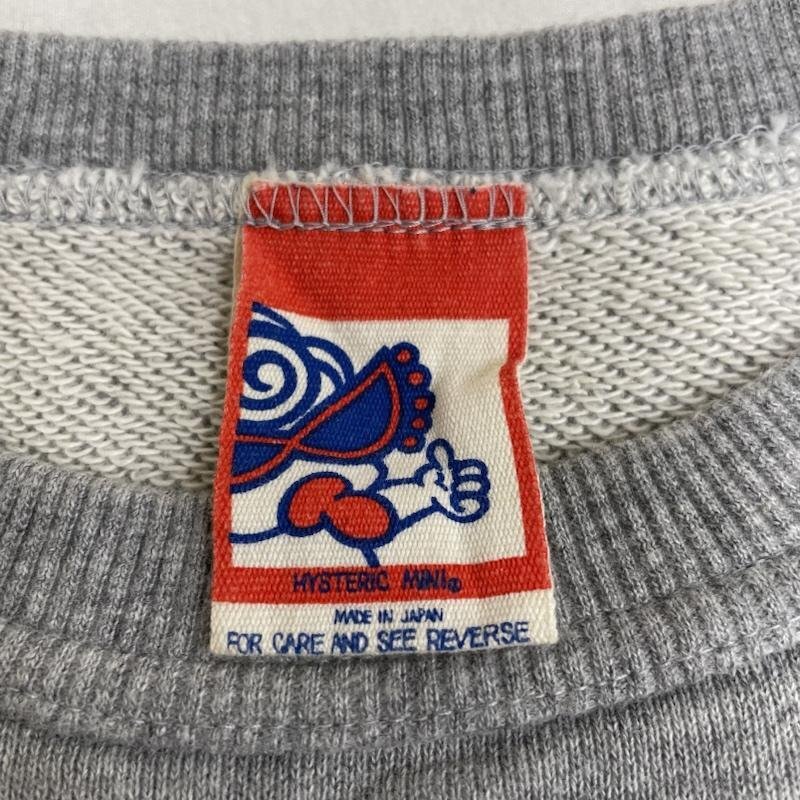 HYSTERIC MINI®
MADE IN JAPAN
FOR CARE AND SEE REVERSE